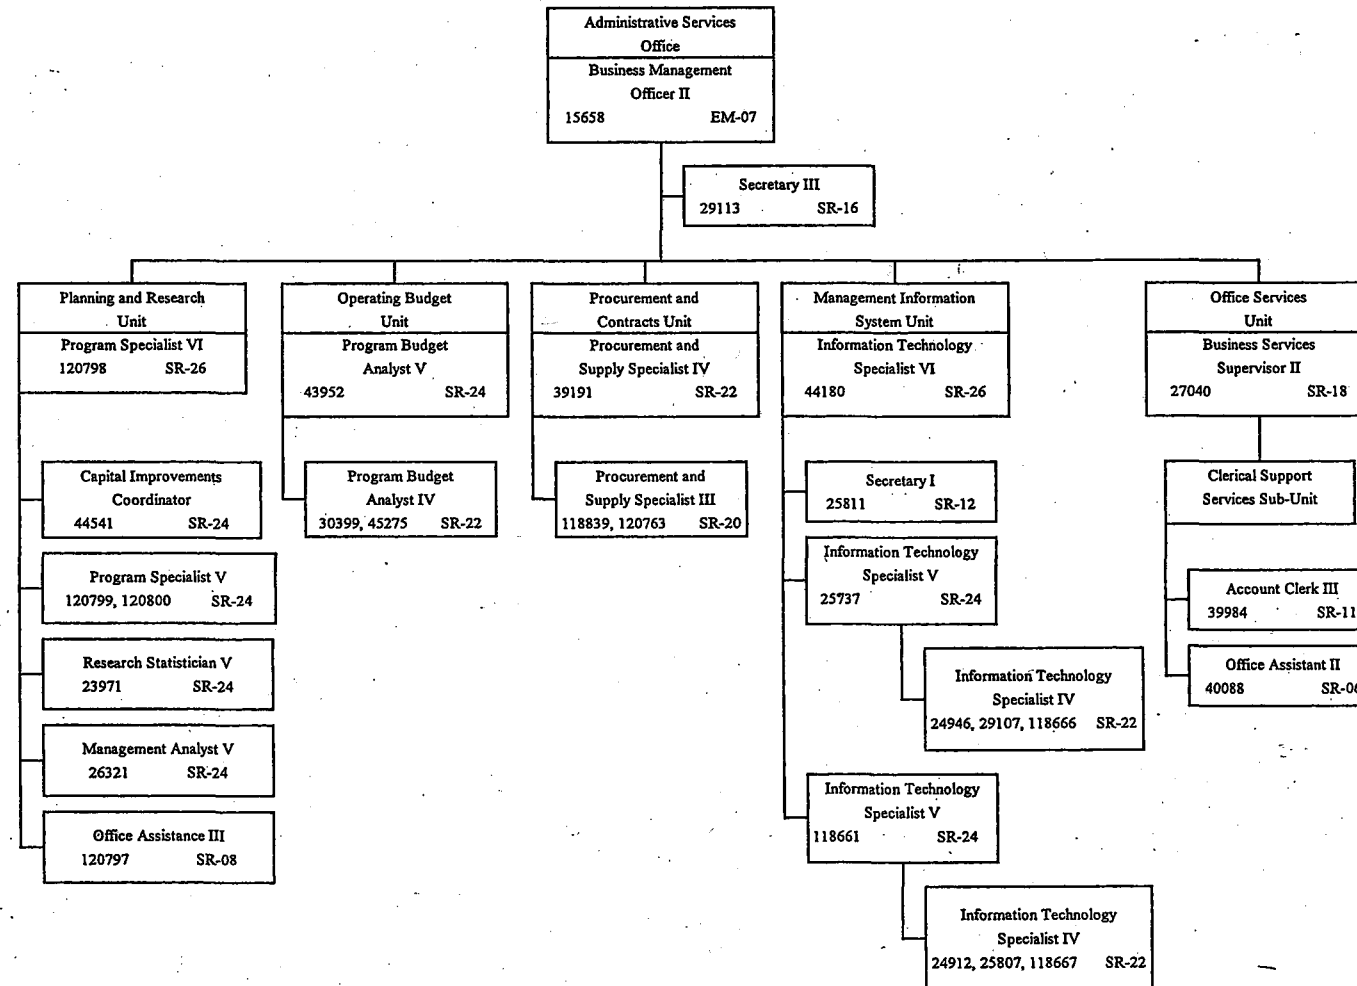 Administrative Services
Office
Business Management
Officer II
15658 EM-07
Secretary III
29113 SR-16
Planning and Research
Unit
Program Specialist VI
120798 SR-26
Capital Improvements
Coordinator
44541 SR-24
Program Specialist V
120799, 120800 SR-24
Research Statistician V
23971 SR-24
Management Analyst V
26321 SR-24
Office Assistance III
120797 SR-08
Operating Budget
Unit
Program Budget
Analyst V
43952 SR-24
Program Budget
Analyst IV
30399, 45275 SR-22
Procurement and
Contracts Unit
Procurement and
Supply Specialist IV
39191 SR-22
Procurement and
Supply Specialist III
118839, 120763 SR-20
Management Information
System Unit
Information Technology
Specialist VI
44180 SR-26
Secretary I
25811 SR-12
Information Technology
Specialist V
25737 SR-24
Information Technology
Specialist IV
24946, 29107, 118666 SR-22
Information Technology
Specialist V
118661 SR-24
Information Technology
Specialist IV
24912, 25807, 118667 SR-22
Office Services
Unit
Business Services
Supervisor II
27040 SR-18
Clerical Support
Services Sub-Unit
Account Clerk III
39984 SR-11
Office Assistant II
40088 SR-06